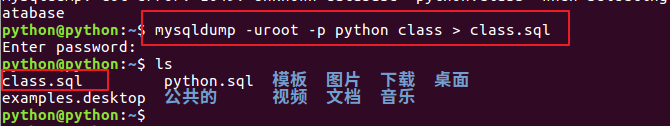 atabase
python@python:~$ mysqldump -uroot -p python class > class.sql
Enter password:
python@python:~$ ls
class.sql python.sql 模板 图片 下载 桌面
examples.desktop 公共的 视频 文档 音乐
python@python:~$